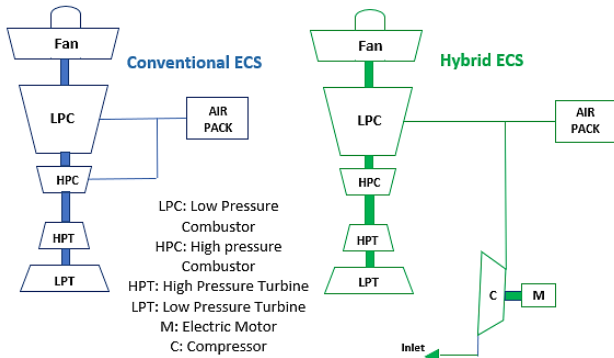 Fan
Conventional ECS
LPC
AIR
PACK
HPC
HPT
LPT
Fan
Hybrid ECS
LPC
AIR
PACK
HPC
HPT
LPT
C
M
Inlet
LPC: Low Pressure
Combustor
HPC: High pressure
Combustor
HPT: High Pressure Turbine
LPT: Low Pressure Turbine
M: Electric Motor
C: Compressor